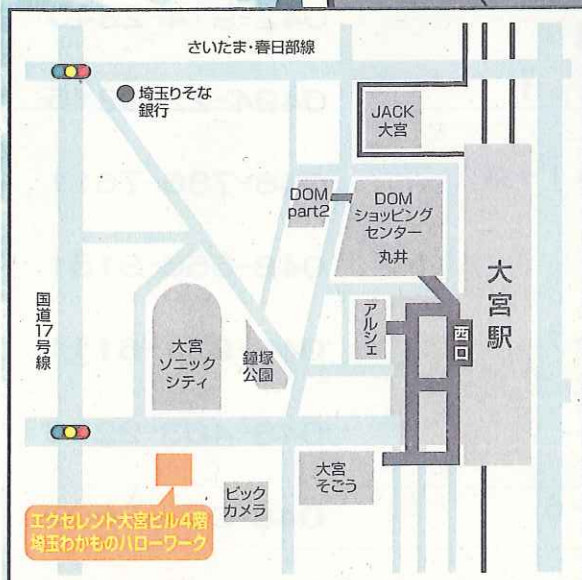 さいたま・春日部線
埼玉りそな
銀行
JACK
大宮
DOM
part2
DOM
ショッピング
センター
丸井
大宮駅
西口
アルシェ
国道17号線
大宮
ソニック
シティ
鐘塚
公園
大宮
そごう
ビック
カメラ
エクセレント大宮ビル4階
埼玉わかものハローワーク